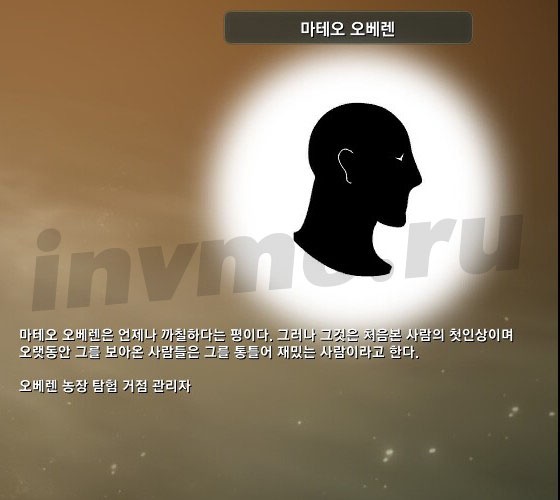 마테오 오베렌
invmo.ru
마테오 오베렌은 언제나 까칠하다는 평이다. 그러나 그것은 처음본 사람의 첫인상이며
오랫동안 그를 보아온 사람들은 그를 통틀어 재밌는 사람이라고 한다.
오베렌 농장 탐험 거점 관리자